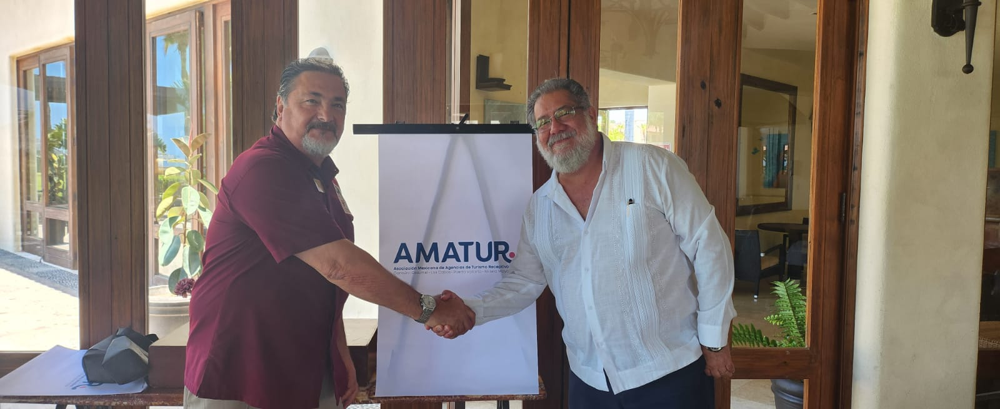 AMATUR
Asociación Mexicana de Agencias de Turismo Receptivo
Cancún • Cozumel • Los Cabos • Puerto Vallarta • Riviera Maya